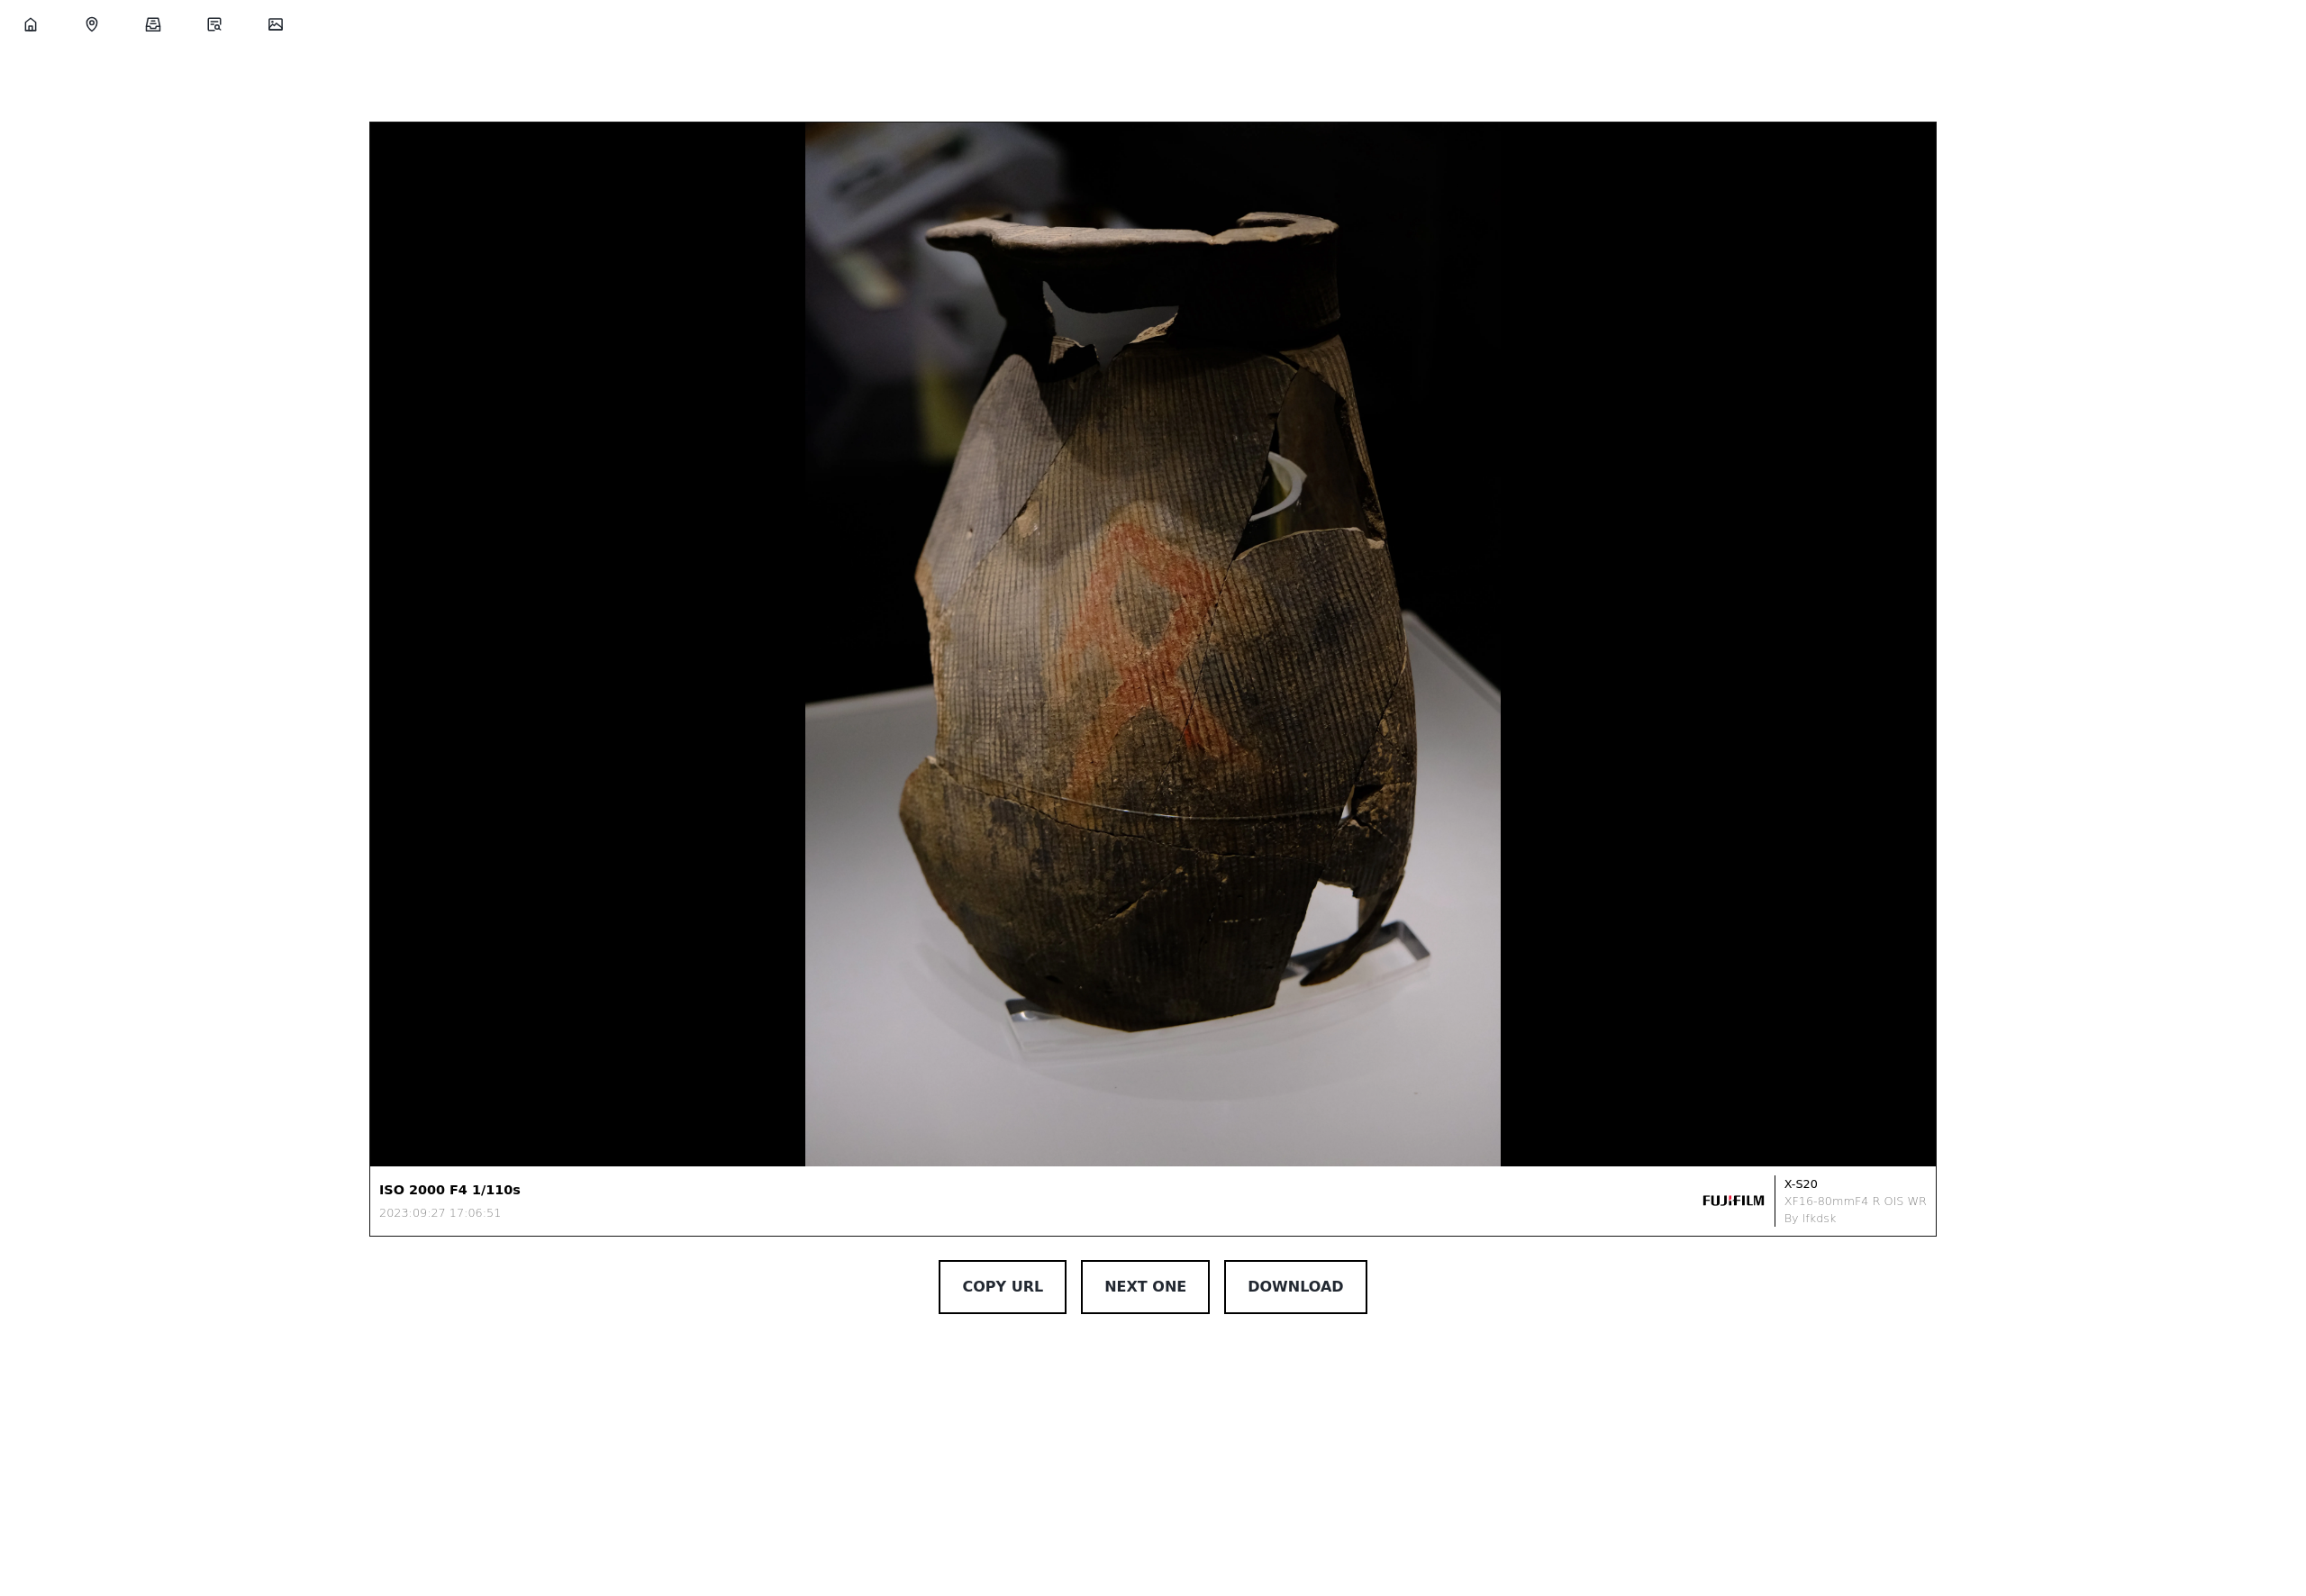 ISO 2000 F4 1/110s
2023:09:27 17:06:51
FUJIFILM
X-S20
XF16-80mmF4 R OIS WR
By lfkdsk
COPY URL
NEXT ONE
DOWNLOAD